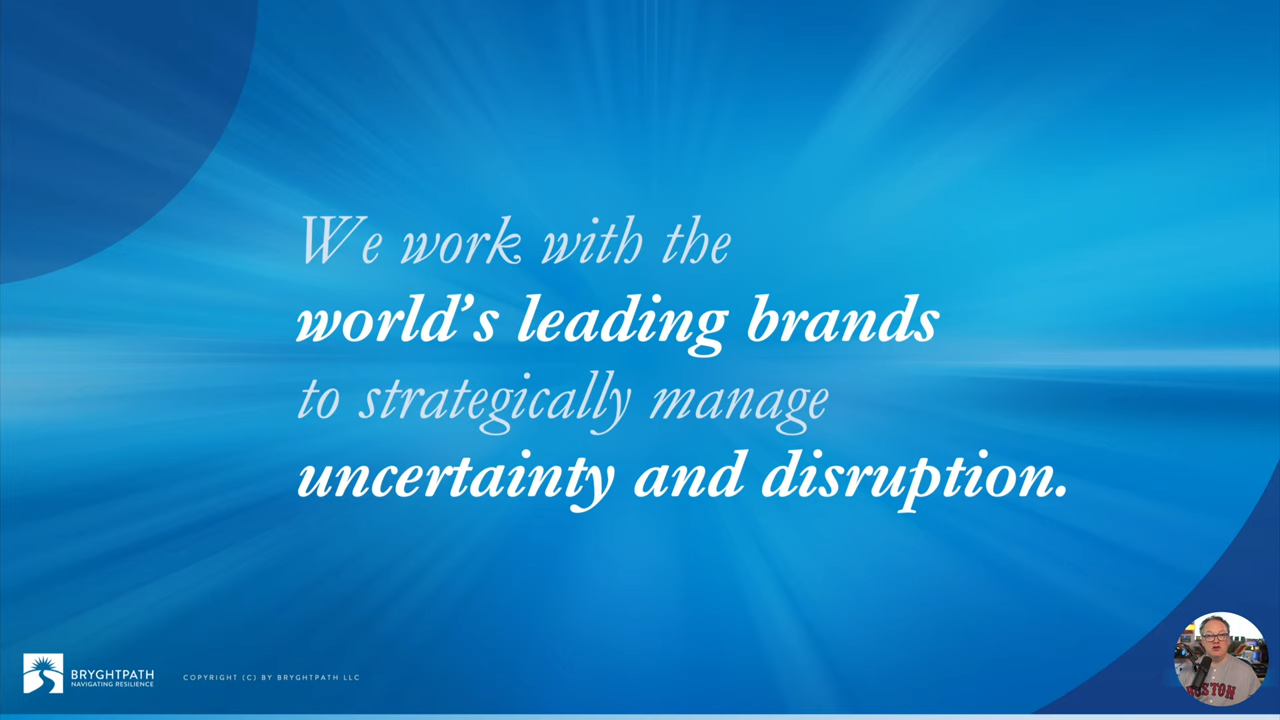 We work with the
world’s leading brands
to strategically manage
uncertainty and disruption.
BRYGHTPATH
NAVIGATING RESILIENCE
COPYRIGHT (C) BY BRYGHTPATH LLC